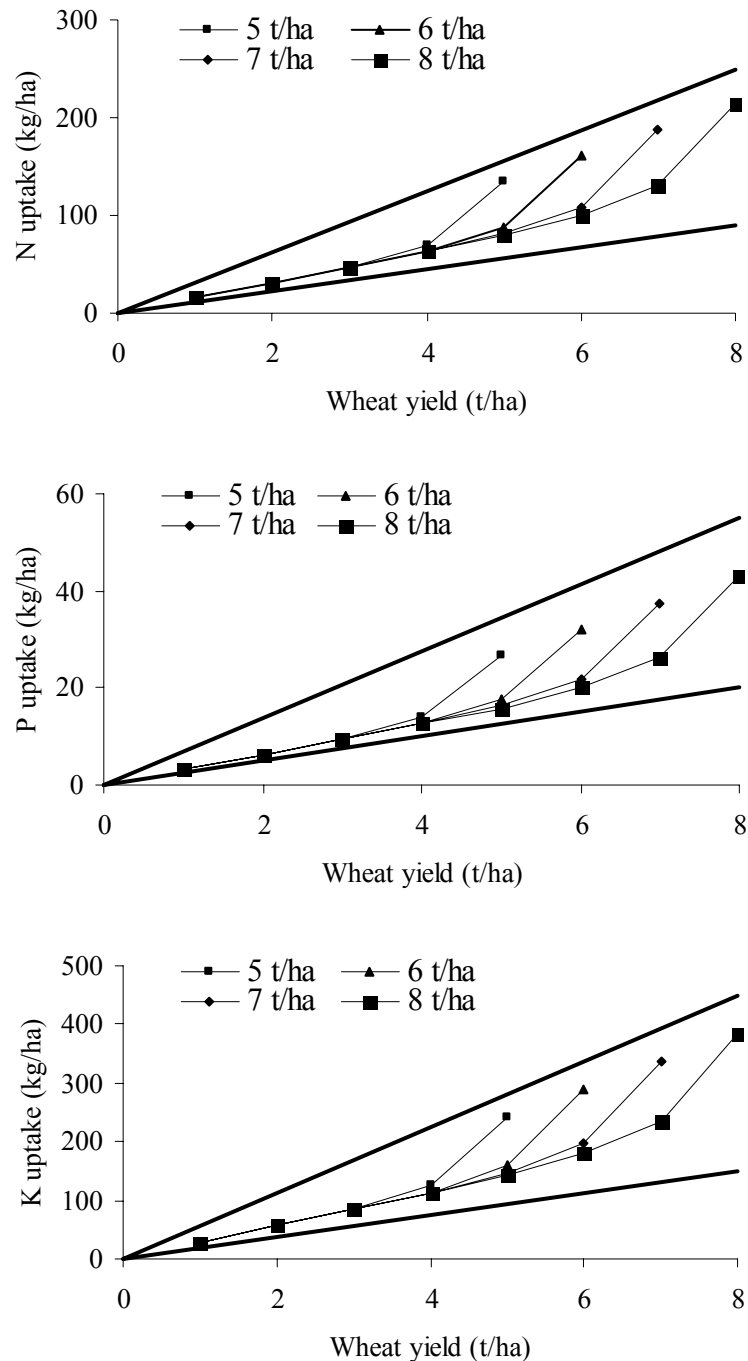 300
5 t/ha 6 t/ha
7 t/ha 8 t/ha
200
100
0
N uptake (kg/ha)
0 2 4 6 8
Wheat yield (t/ha)
60
5 t/ha 6 t/ha
7 t/ha 8 t/ha
40
20
0
P uptake (kg/ha)
0 2 4 6 8
Wheat yield (t/ha)
500
5 t/ha 6 t/ha
7 t/ha 8 t/ha
400
300
200
100
0
K uptake (kg/ha)
0 2 4 6 8
Wheat yield (t/ha)